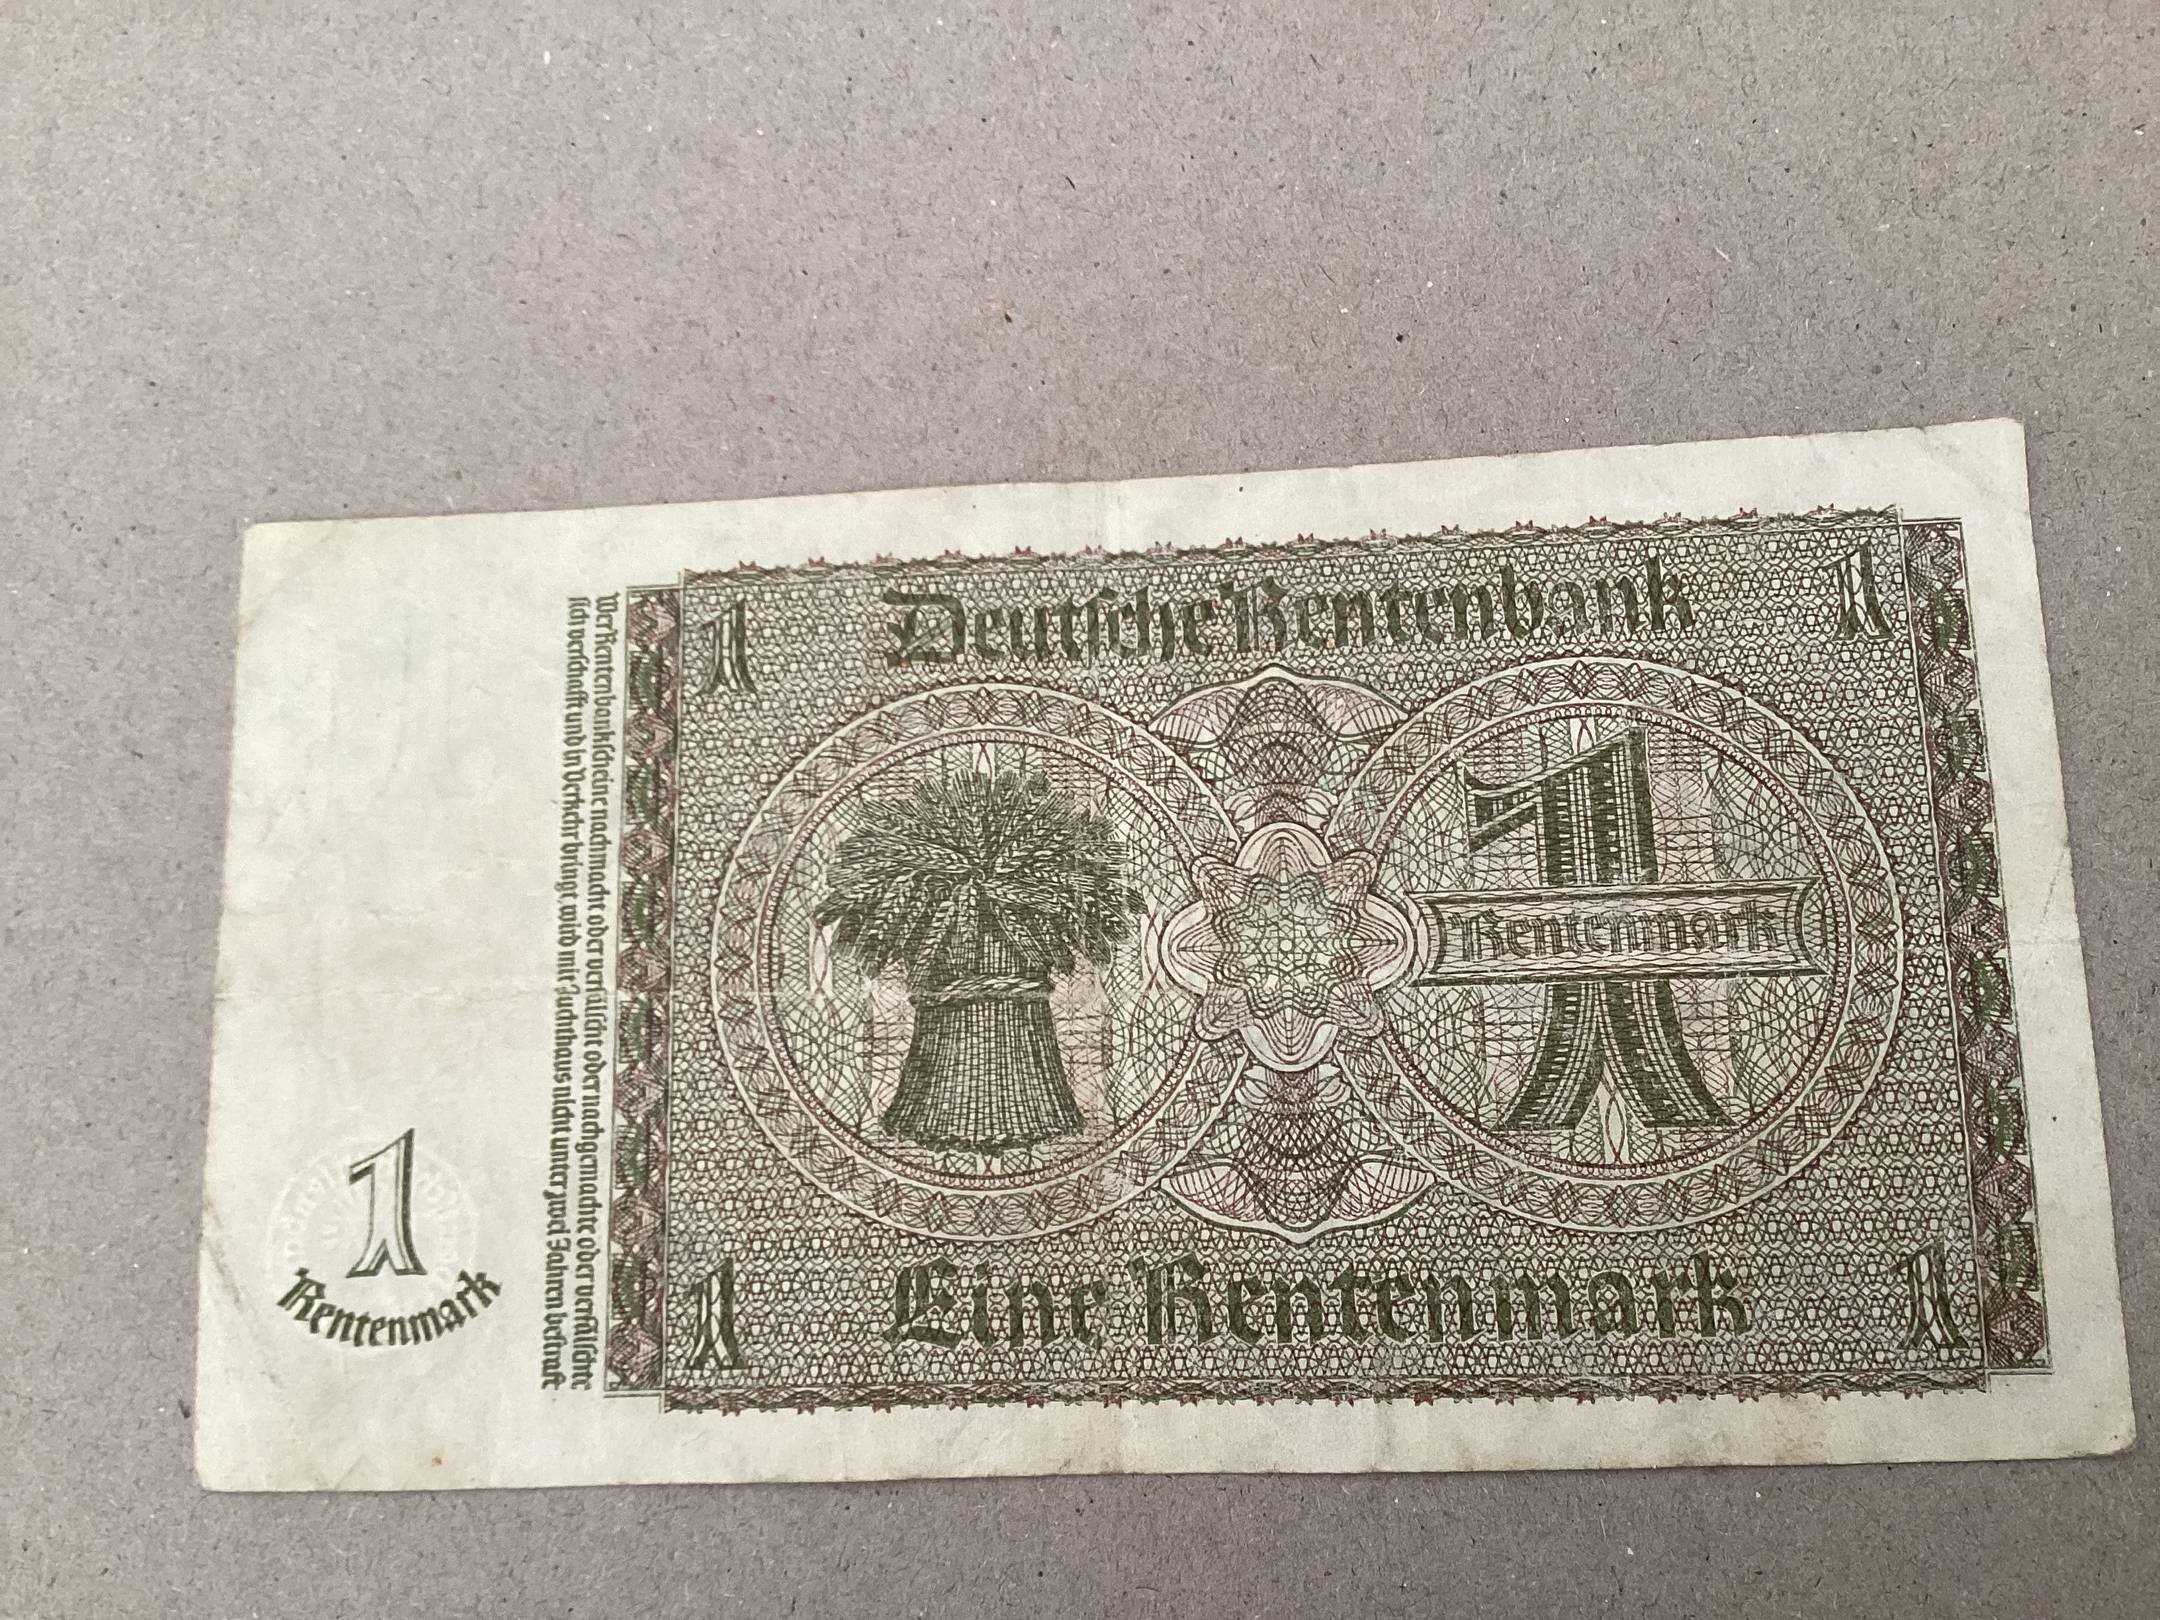 1
Deutsche Rentenbank
1
1
Rentenmark
1
Eine Rentenmark
1
Wer Rentenbankscheine nachmacht oder verfälscht oder nachgemachte oder verfälschte
sich verschafft und in Verkehr bringt, wird mit Zuchthaus nicht unter zwei Jahren bestraft
1
Rentenmark